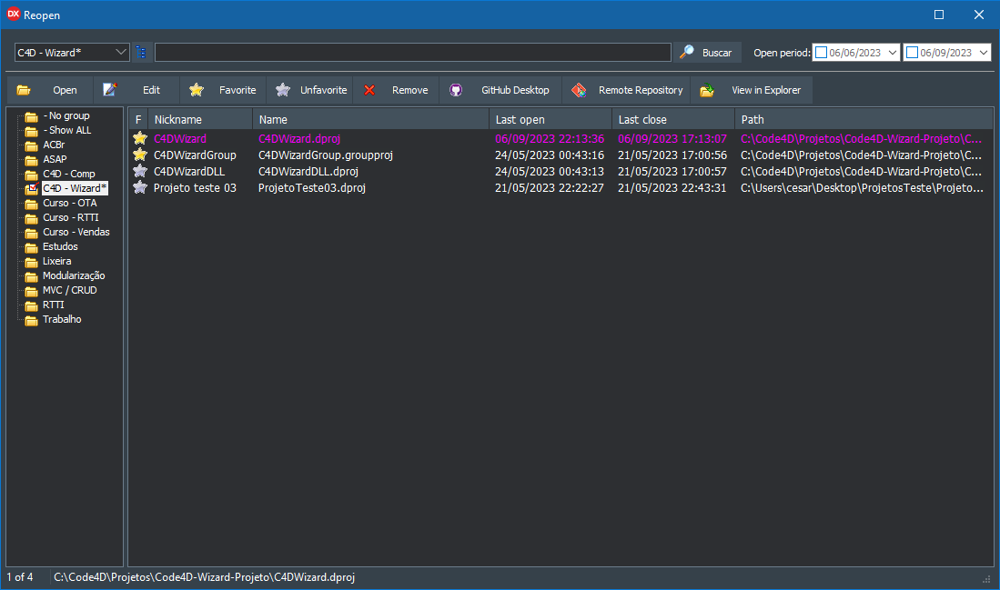 DX Reopen
C4D - Wizard* Buscar Open period: 06/06/2023 06/09/2023
Open Edit Favorite Unfavorite Remove GitHub Desktop Remote Repository View in Explorer
- No group
- Show ALL
ACBr
ASAP
C4D - Comp
C4D - Wizard*
Curso - OTA
Curso - RTTI
Curso - Vendas
Estudos
Lixeira
Modularização
MVC / CRUD
RTTI
Trabalho
F Nickname Name Last open Last close Path
C4DWizard C4DWizard.dproj 06/09/2023 22:13:36 06/09/2023 17:13:07 C:\Code4D\Projetos\Code4D-Wizard-Projeto\C...
C4DWizardGroup C4DWizardGroup.groupproj 24/05/2023 00:43:16 21/05/2023 17:00:56 C:\Code4D\Projetos\Code4D-Wizard-Projeto\C...
C4DWizardDLL C4DWizardDLL.dproj 24/05/2023 00:43:13 21/05/2023 17:00:57 C:\Code4D\Projetos\Code4D-Wizard-Projeto\C...
Projeto teste 03 ProjetoTeste03.dproj 21/05/2023 22:22:27 21/05/2023 22:43:31 C:\Users\cesar\Desktop\ProjetosTeste\Projeto...
1 of 4 C:\Code4D\Projetos\Code4D-Wizard-Projeto\C4DWizard.dproj